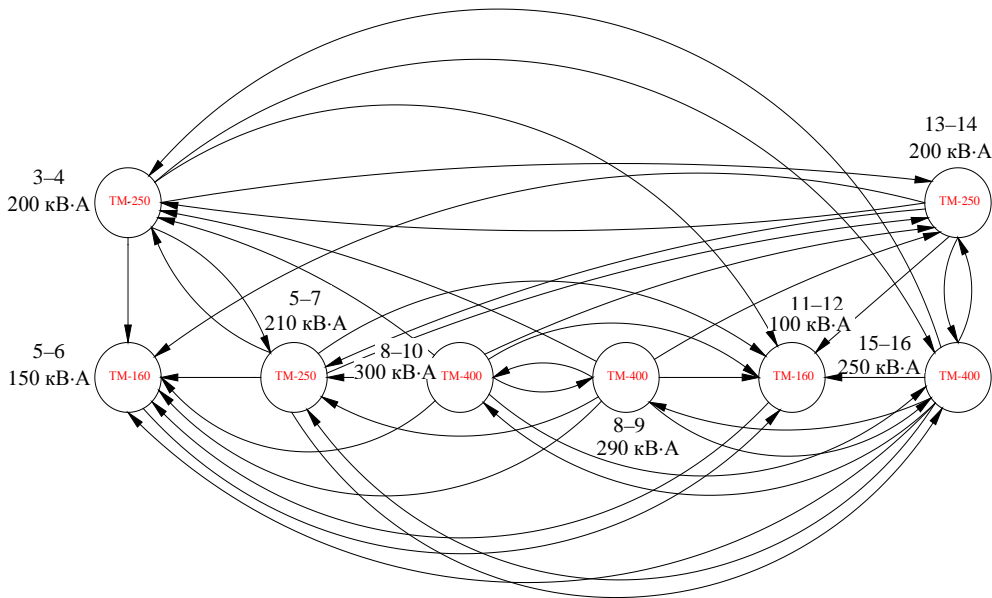 13–14
200 кВ·А
3–4
200 кВ·А
ТМ-250
ТМ-250
5–7
210 кВ·А
11–12
100 кВ·А
5–6
150 кВ·А
8–10
300 кВ·А
15–16
250 кВ·А
ТМ-160
ТМ-250
ТМ-400
ТМ-400
ТМ-160
ТМ-400
8–9
290 кВ·А